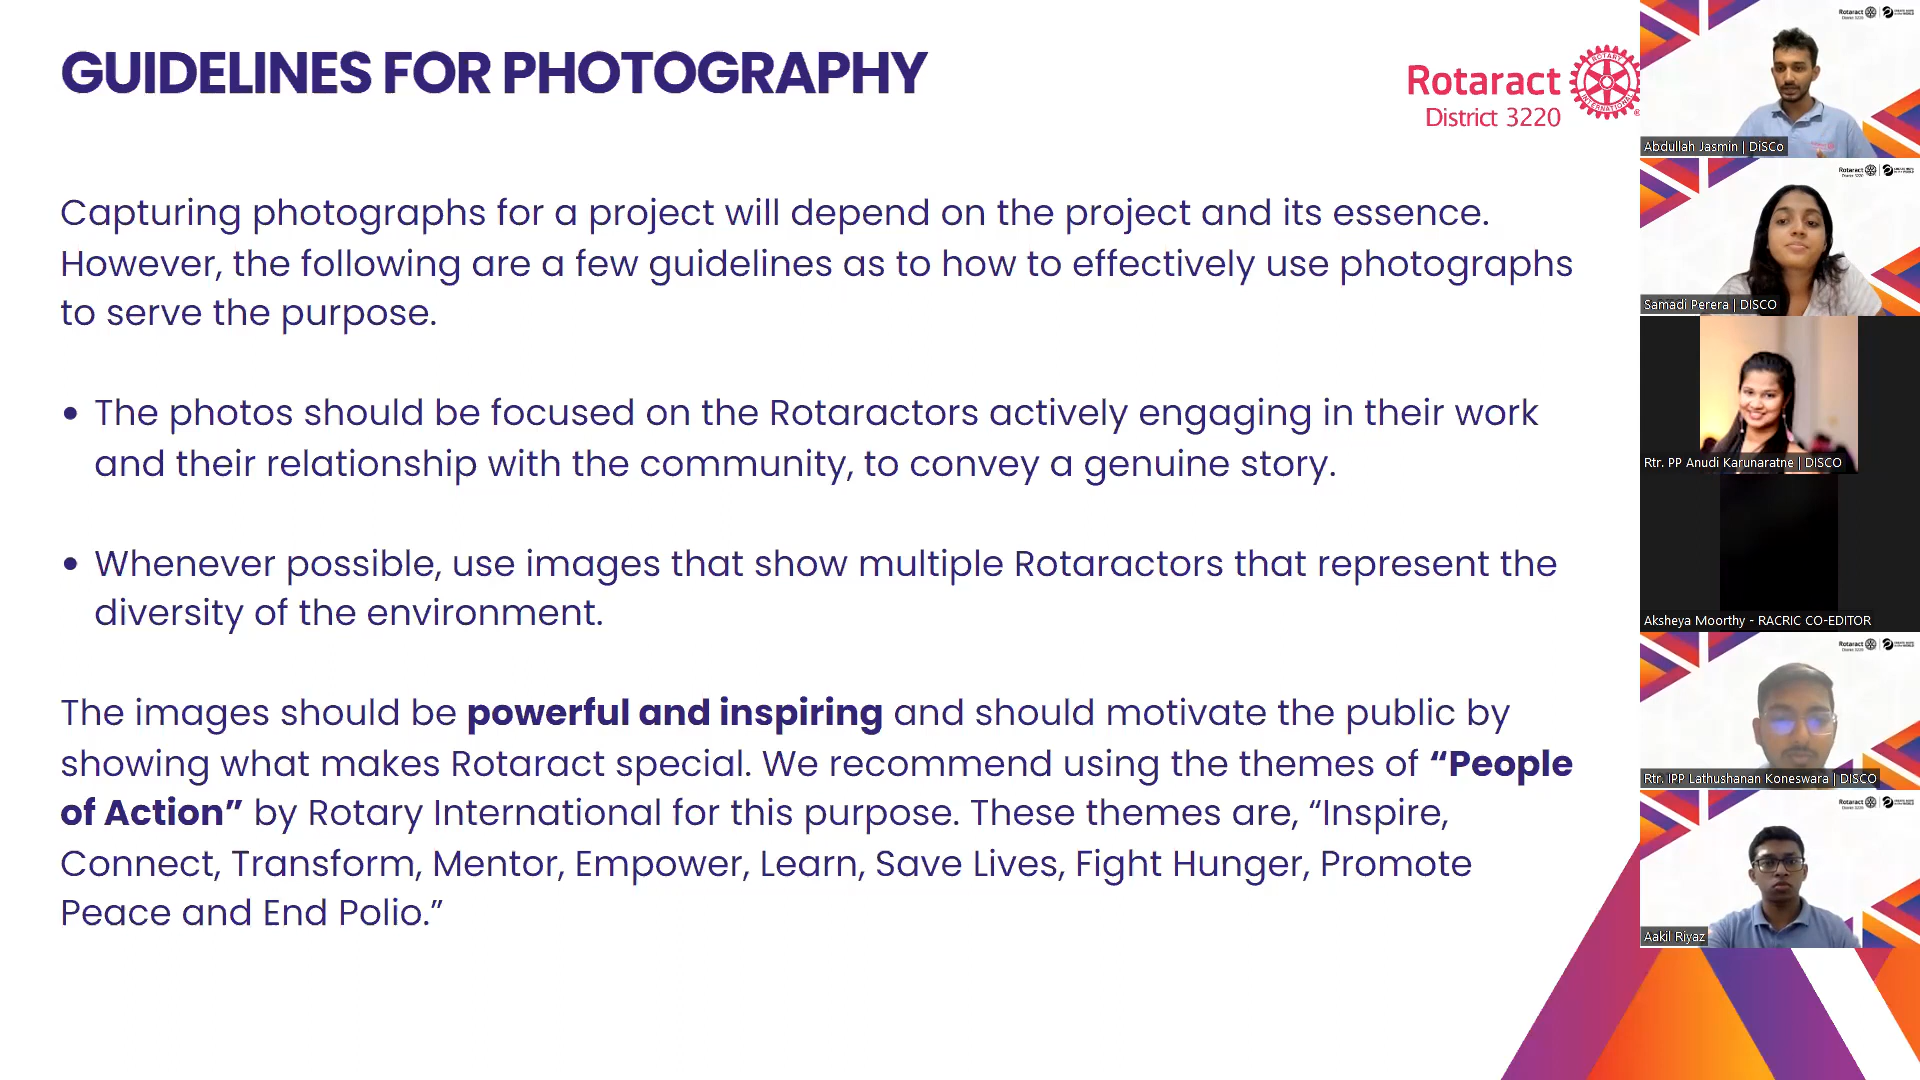 GUIDELINES FOR PHOTOGRAPHY
Rotaract
District 3220
ROTARY
INTERNATIONAL
Capturing photographs for a project will depend on the project and its essence.
However, the following are a few guidelines as to how to effectively use photographs
to serve the purpose.
• The photos should be focused on the Rotaractors actively engaging in their work
and their relationship with the community, to convey a genuine story.
• Whenever possible, use images that show multiple Rotaractors that represent the
diversity of the environment.
The images should be powerful and inspiring and should motivate the public by
showing what makes Rotaract special. We recommend using the themes of “People
of Action” by Rotary International for this purpose. These themes are, “Inspire,
Connect, Transform, Mentor, Empower, Learn, Save Lives, Fight Hunger, Promote
Peace and End Polio.”
Rotaract
Abdullah Jasmin | DiSCo
Rotaract
Samadi Perera | DISCO
Rtr. PP Anudi Karunaratne | DISCO
Aksheya Moorthy - RACRIC CO-EDITOR
Rotaract
Rtr. IPP Lathushanan Koneswara | DISCO
Rotaract
Aakil Riyaz